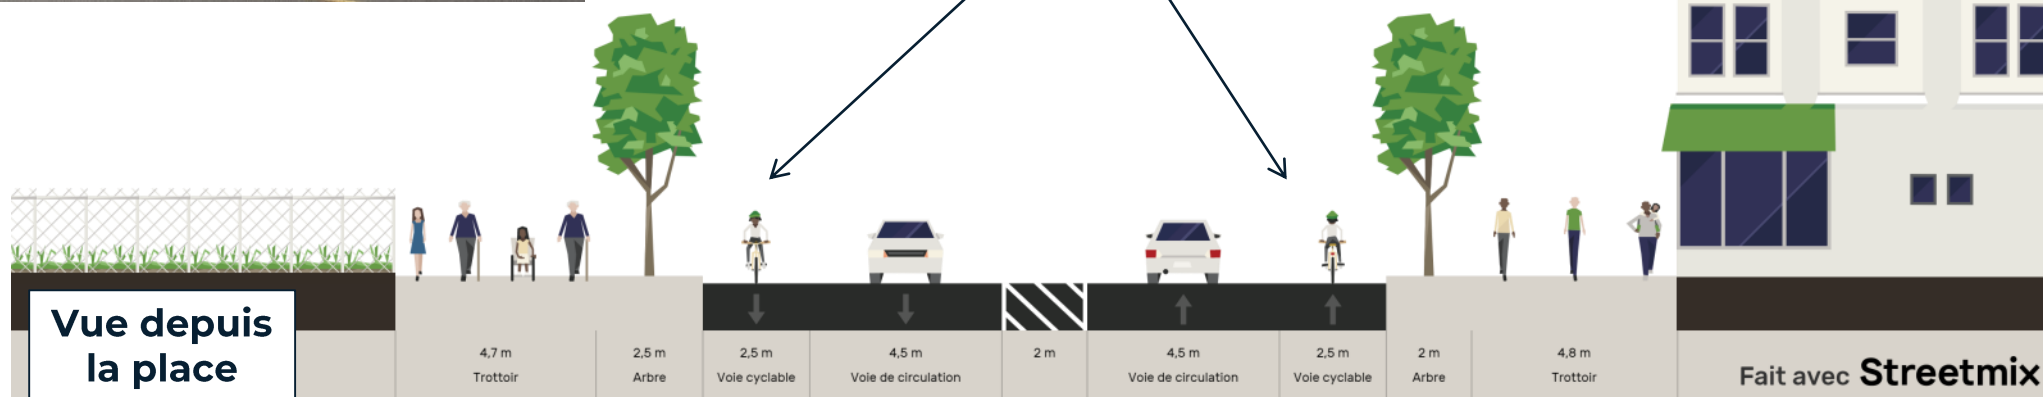 Vue depuis
la place
4,7 m
Trottoir
2,5 m
Arbre
2,5 m
Voie cyclable
4,5 m
Voie de circulation
2 m
4,5 m
Voie de circulation
2,5 m
Voie cyclable
2 m
Arbre
4,8 m
Trottoir
Fait avec Streetmix